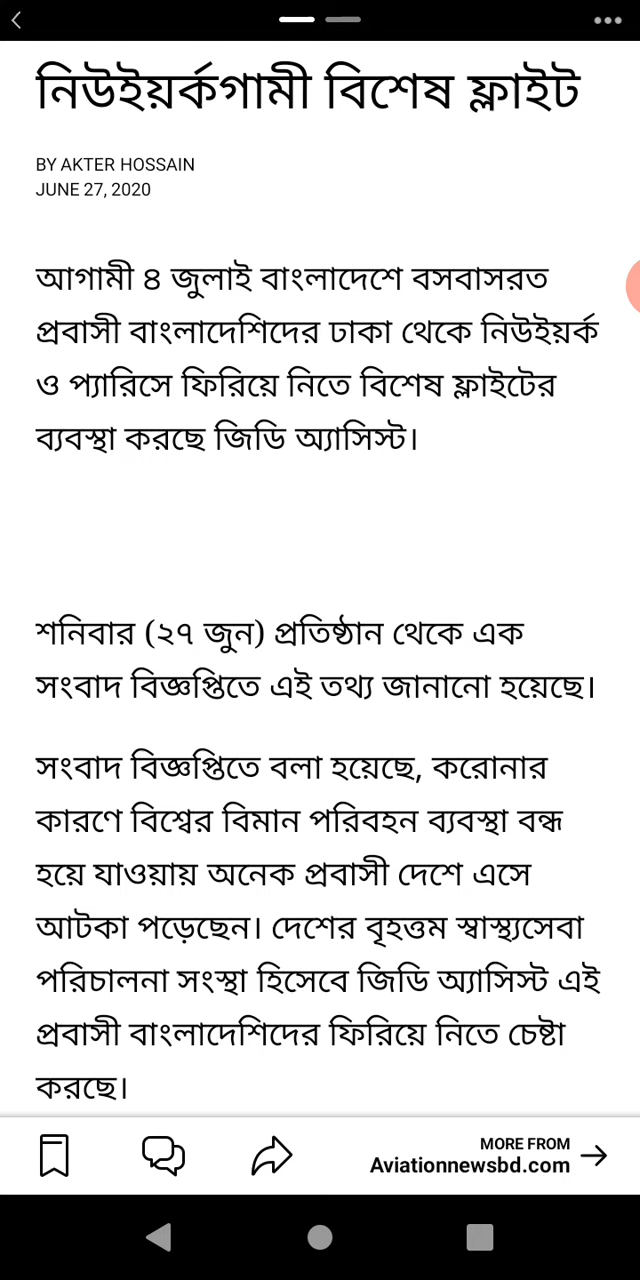 নিউইয়র্কগামী বিশেষ ফ্লাইট
BY AKTER HOSSAIN
JUNE 27, 2020
আগামী ৪ জুলাই বাংলাদেশে বসবাসরত
প্রবাসী বাংলাদেশিদের ঢাকা থেকে নিউইয়র্ক
ও প্যারিসে ফিরিয়ে নিতে বিশেষ ফ্লাইটের
ব্যবস্থা করছে জিডি অ্যাসিস্ট।
শনিবার (২৭ জুন) প্রতিষ্ঠান থেকে এক
সংবাদ বিজ্ঞপ্তিতে এই তথ্য জানানো হয়েছে।
সংবাদ বিজ্ঞপ্তিতে বলা হয়েছে, করোনার
কারণে বিশ্বের বিমান পরিবহন ব্যবস্থা বন্ধ
হয়ে যাওয়ায় অনেক প্রবাসী দেশে এসে
আটকা পড়েছেন। দেশের বৃহত্তম স্বাস্থ্যসেবা
পরিচালনা সংস্থা হিসেবে জিডি অ্যাসিস্ট এই
প্রবাসী বাংলাদেশিদের ফিরিয়ে নিতে চেষ্টা
করছে।
MORE FROM
Aviationnewsbd.com